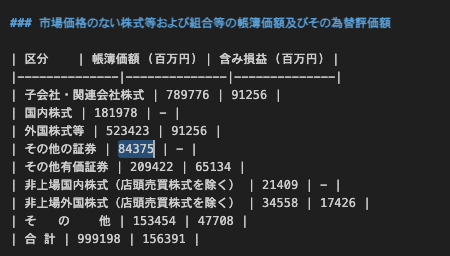 ### 市場価格のない株式等および組合等の帳簿価額及びその為替評価額
| 区分 | 帳簿価額 (百万円) | 含み損益 (百万円) |
|--------------|--------------|--------------|
| 子会社・関連会社株式 | 789776 | 91256 |
| 国内株式 | 181978 | - |
| 外国株式等 | 523423 | 91256 |
| その他の証券 | 84375 | - |
| その他有価証券 | 209422 | 65134 |
| 非上場国内株式（店頭売買株式を除く） | 21409 | - |
| 非上場外国株式（店頭売買株式を除く） | 34558 | 17426 |
| そ　の　他 | 153454 | 47708 |
| 合 計 | 999198 | 156391 |